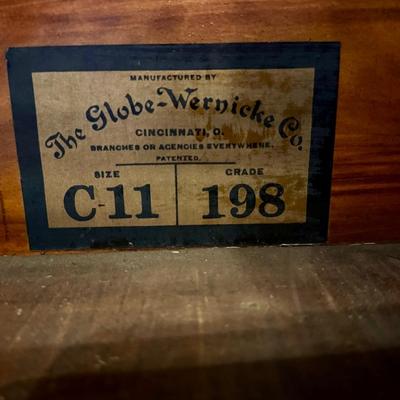 MANUFACTURED BY
The Globe-Wernicke Co.
CINCINNATI, O.
BRANCHES OR AGENCIES EVERYWHERE.
PATENTED.
SIZE GRADE
C-11 198